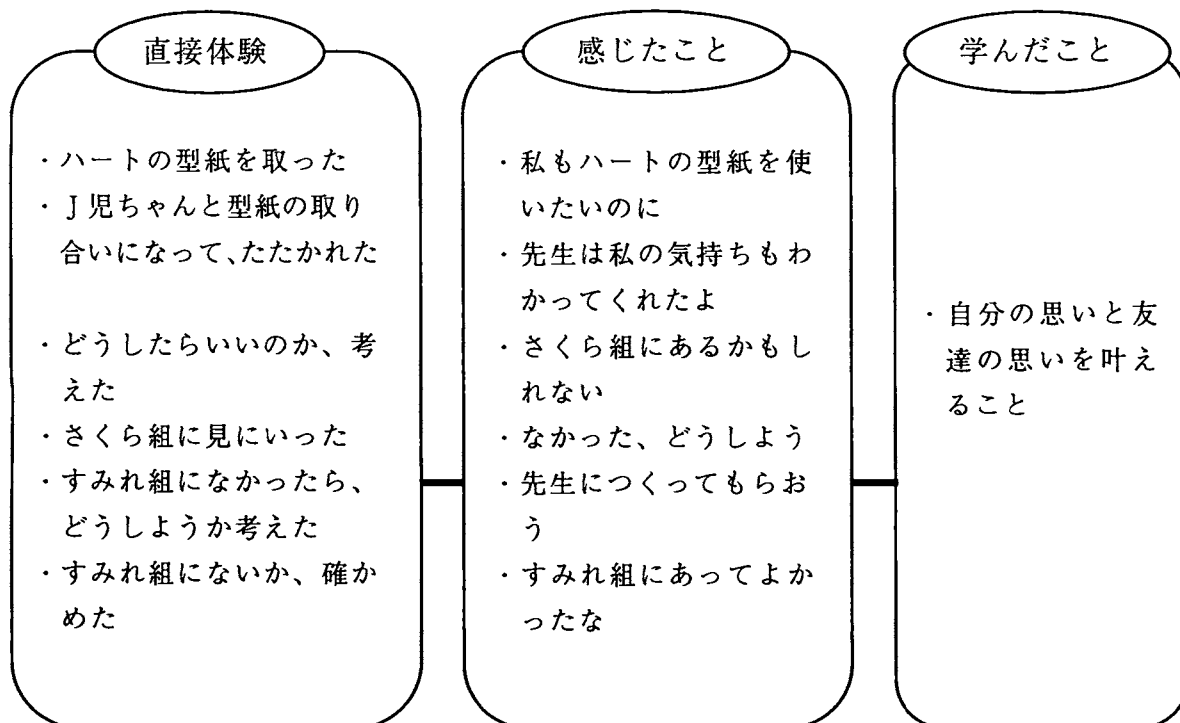 直接体験
・ハートの型紙を取った
・J児ちゃんと型紙の取り
合いになって、たたかれた
・どうしたらいいのか、考
えた
・さくら組に見にいった
・すみれ組になかったら、
どうしようか考えた
・すみれ組にないか、確か
めた
感じたこと
・私もハートの型紙を使
いたいのに
・先生は私の気持ちもわ
かってくれたよ
・さくら組にあるかもし
れない
・なかった、どうしよう
・先生につくってもらお
う
・すみれ組にあってよか
ったな
学んだこと
・自分の思いと友
達の思いを叶え
ること